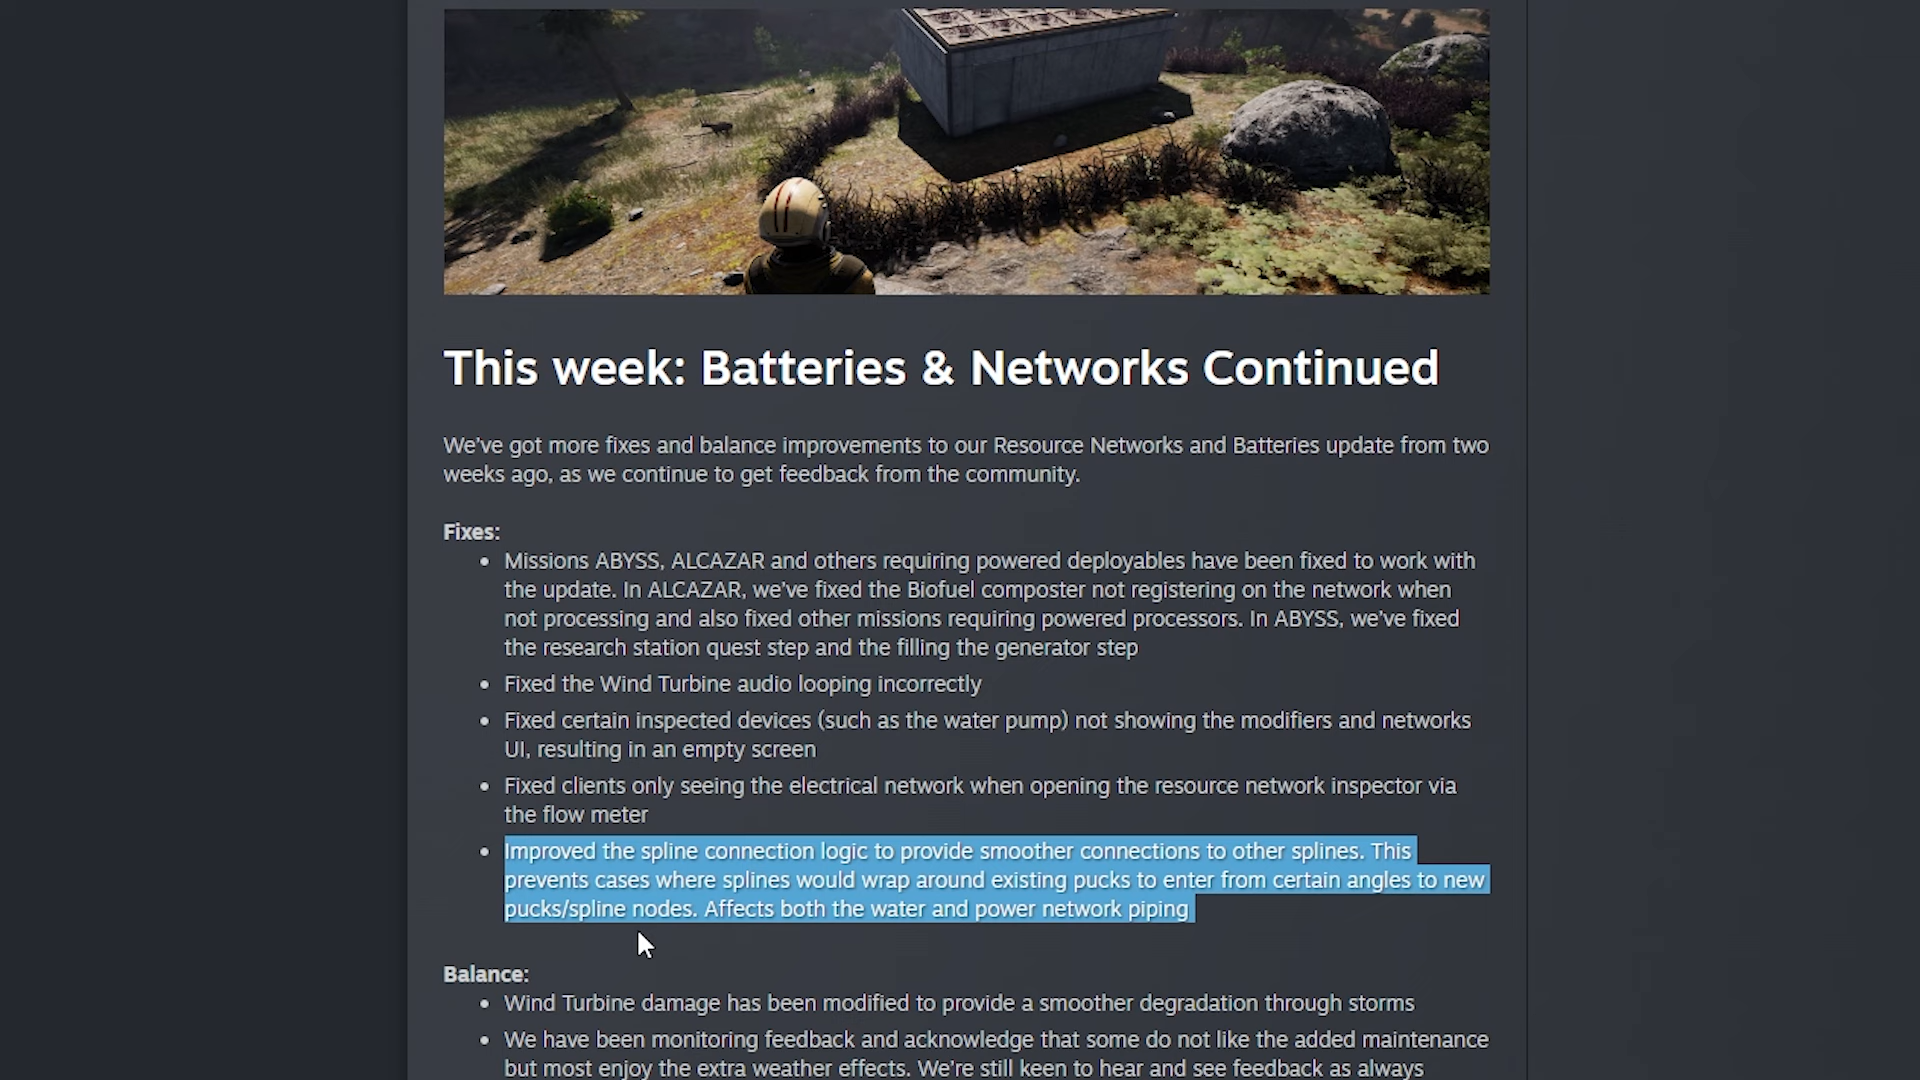 This week: Batteries & Networks Continued
We've got more fixes and balance improvements to our Resource Networks and Batteries update from two
weeks ago, as we continue to get feedback from the community.
Fixes:
• Missions ABYSS, ALCAZAR and others requiring powered deployables have been fixed to work with
the update. In ALCAZAR, we've fixed the Biofuel composter not registering on the network when
not processing and also fixed other missions requiring powered processors. In ABYSS, we've fixed
the research station quest step and the filling the generator step
• Fixed the Wind Turbine audio looping incorrectly
• Fixed certain inspected devices (such as the water pump) not showing the modifiers and networks
UI, resulting in an empty screen
• Fixed clients only seeing the electrical network when opening the resource network inspector via
the flow meter
• Improved the spline connection logic to provide smoother connections to other splines. This
prevents cases where splines would wrap around existing pucks to enter from certain angles to new
pucks/spline nodes. Affects both the water and power network piping
Balance:
• Wind Turbine damage has been modified to provide a smoother degradation through storms
• We have been monitoring feedback and acknowledge that some do not like the added maintenance
but most enjoy the extra weather effects. We're still keen to hear and see feedback as always